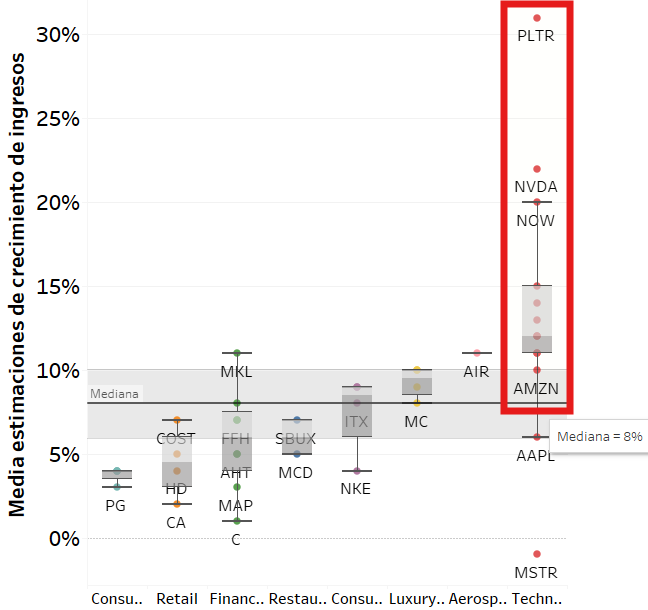 Media estimaciones de crecimiento de ingresos
30%
25%
20%
15%
10%
5%
0%
PLTR
NVDA
NOW
MKL
AIR
AMZN
Mediana
MC
ITX
COST
FFH
SBUX
Mediana = 8%
AAPL
HD
AHT
MCD
NKE
PG
CA
MAP
C
MSTR
Consu..
Retail
Financ..
Restau..
Consu..
Luxury..
Aerosp..
Techn..